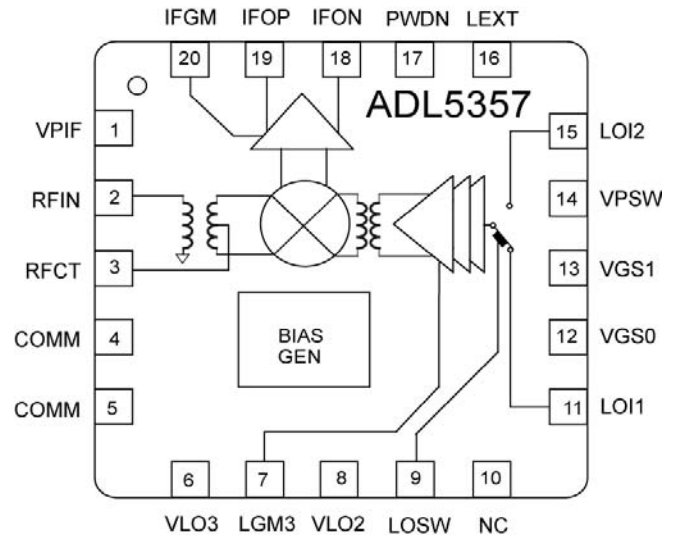 IFGM IFOP IFON PWDN LEXT
20 19 18 17 16
ADL5357
VPIF 1
15 LOI2
RFIN 2
14 VPSW
RFCT 3
13 VGS1
COMM 4
12 VGS0
BIAS
GEN
COMM 5
11 LOI1
6 7 8 9 10
VLO3 LGM3 VLO2 LOSW NC